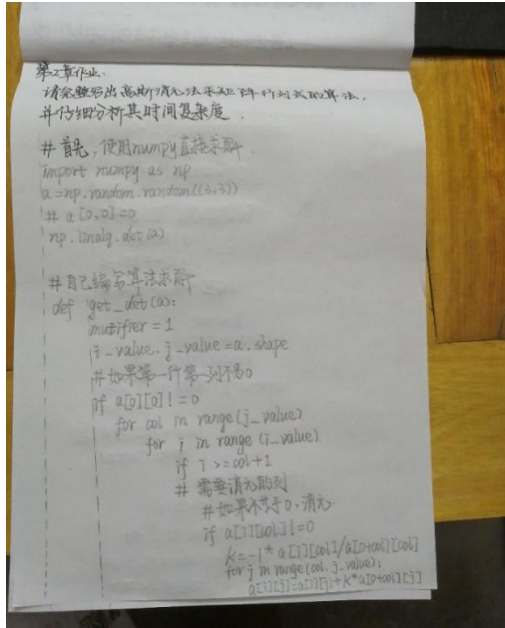 第2章作业.
请完整写出高斯消元法求矩阵行列式的算法,
并仔细分析其时间复杂度.
#首先,使用numpy直接求解.
import numpy as np
a=np.random.random((3,3))
# a[0,0]=0
np.linalg.det(a)
#自己编写算法求解
def get_det(a):
mutifier = 1
i_value, j_value=a.shape
#如果第一行第一列不为0
if a[0][0]!=0
for col in range(j_value)
for i in range(i_value)
if i>=col+1
# 需要消元的列
#如果不等于0,消元
if a[i][col]!=0
K=-1* a[i][col]/a[0+col][col]
for j in range(col, j_value):
a[i][j]=a[i][j]+K*a[0+col][j]